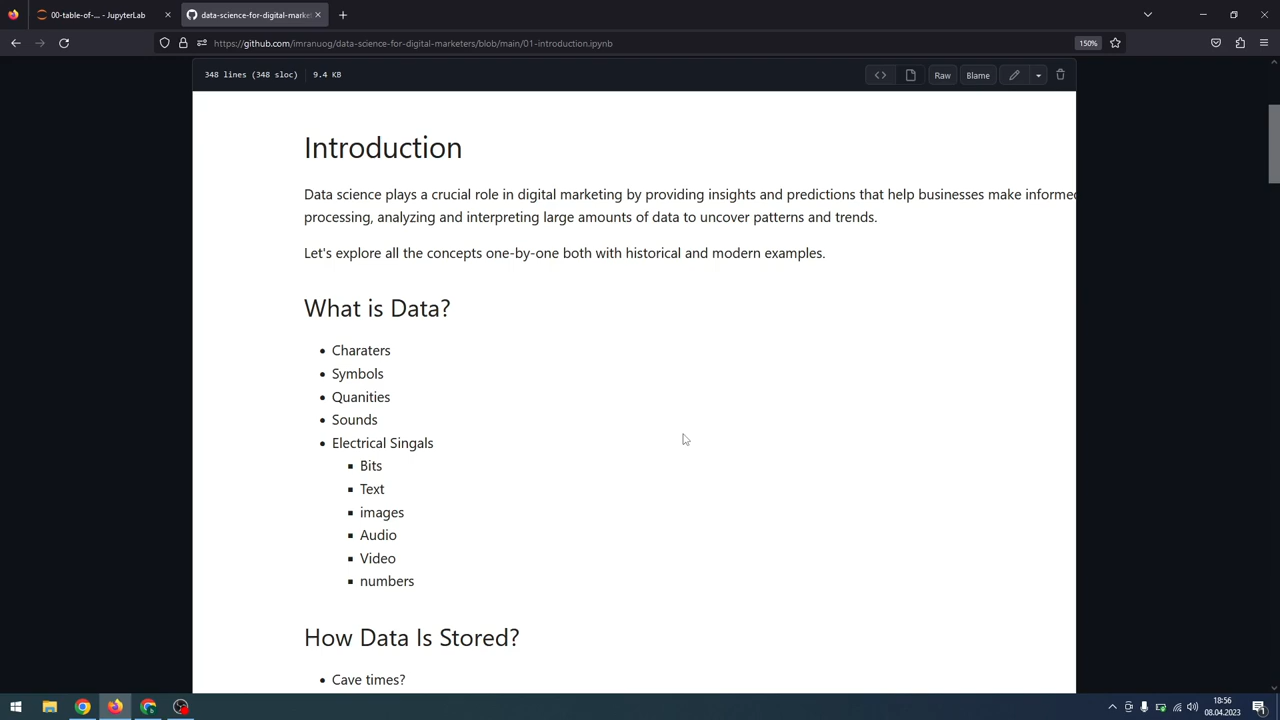 00-table-of-... - JupyterLab
data-science-for-digital-market
https://github.com/imranuog/data-science-for-digital-marketers/blob/main/01-introduction.ipynb
150%
348 lines (348 sloc) 9.4 KB
Raw
Blame
Introduction
Data science plays a crucial role in digital marketing by providing insights and predictions that help businesses make informed
processing, analyzing and interpreting large amounts of data to uncover patterns and trends.
Let's explore all the concepts one-by-one both with historical and modern examples.
What is Data?
Charaters
Symbols
Quanities
Sounds
Electrical Singals
Bits
Text
images
Audio
Video
numbers
How Data Is Stored?
Cave times?
18:56
08.04.2023